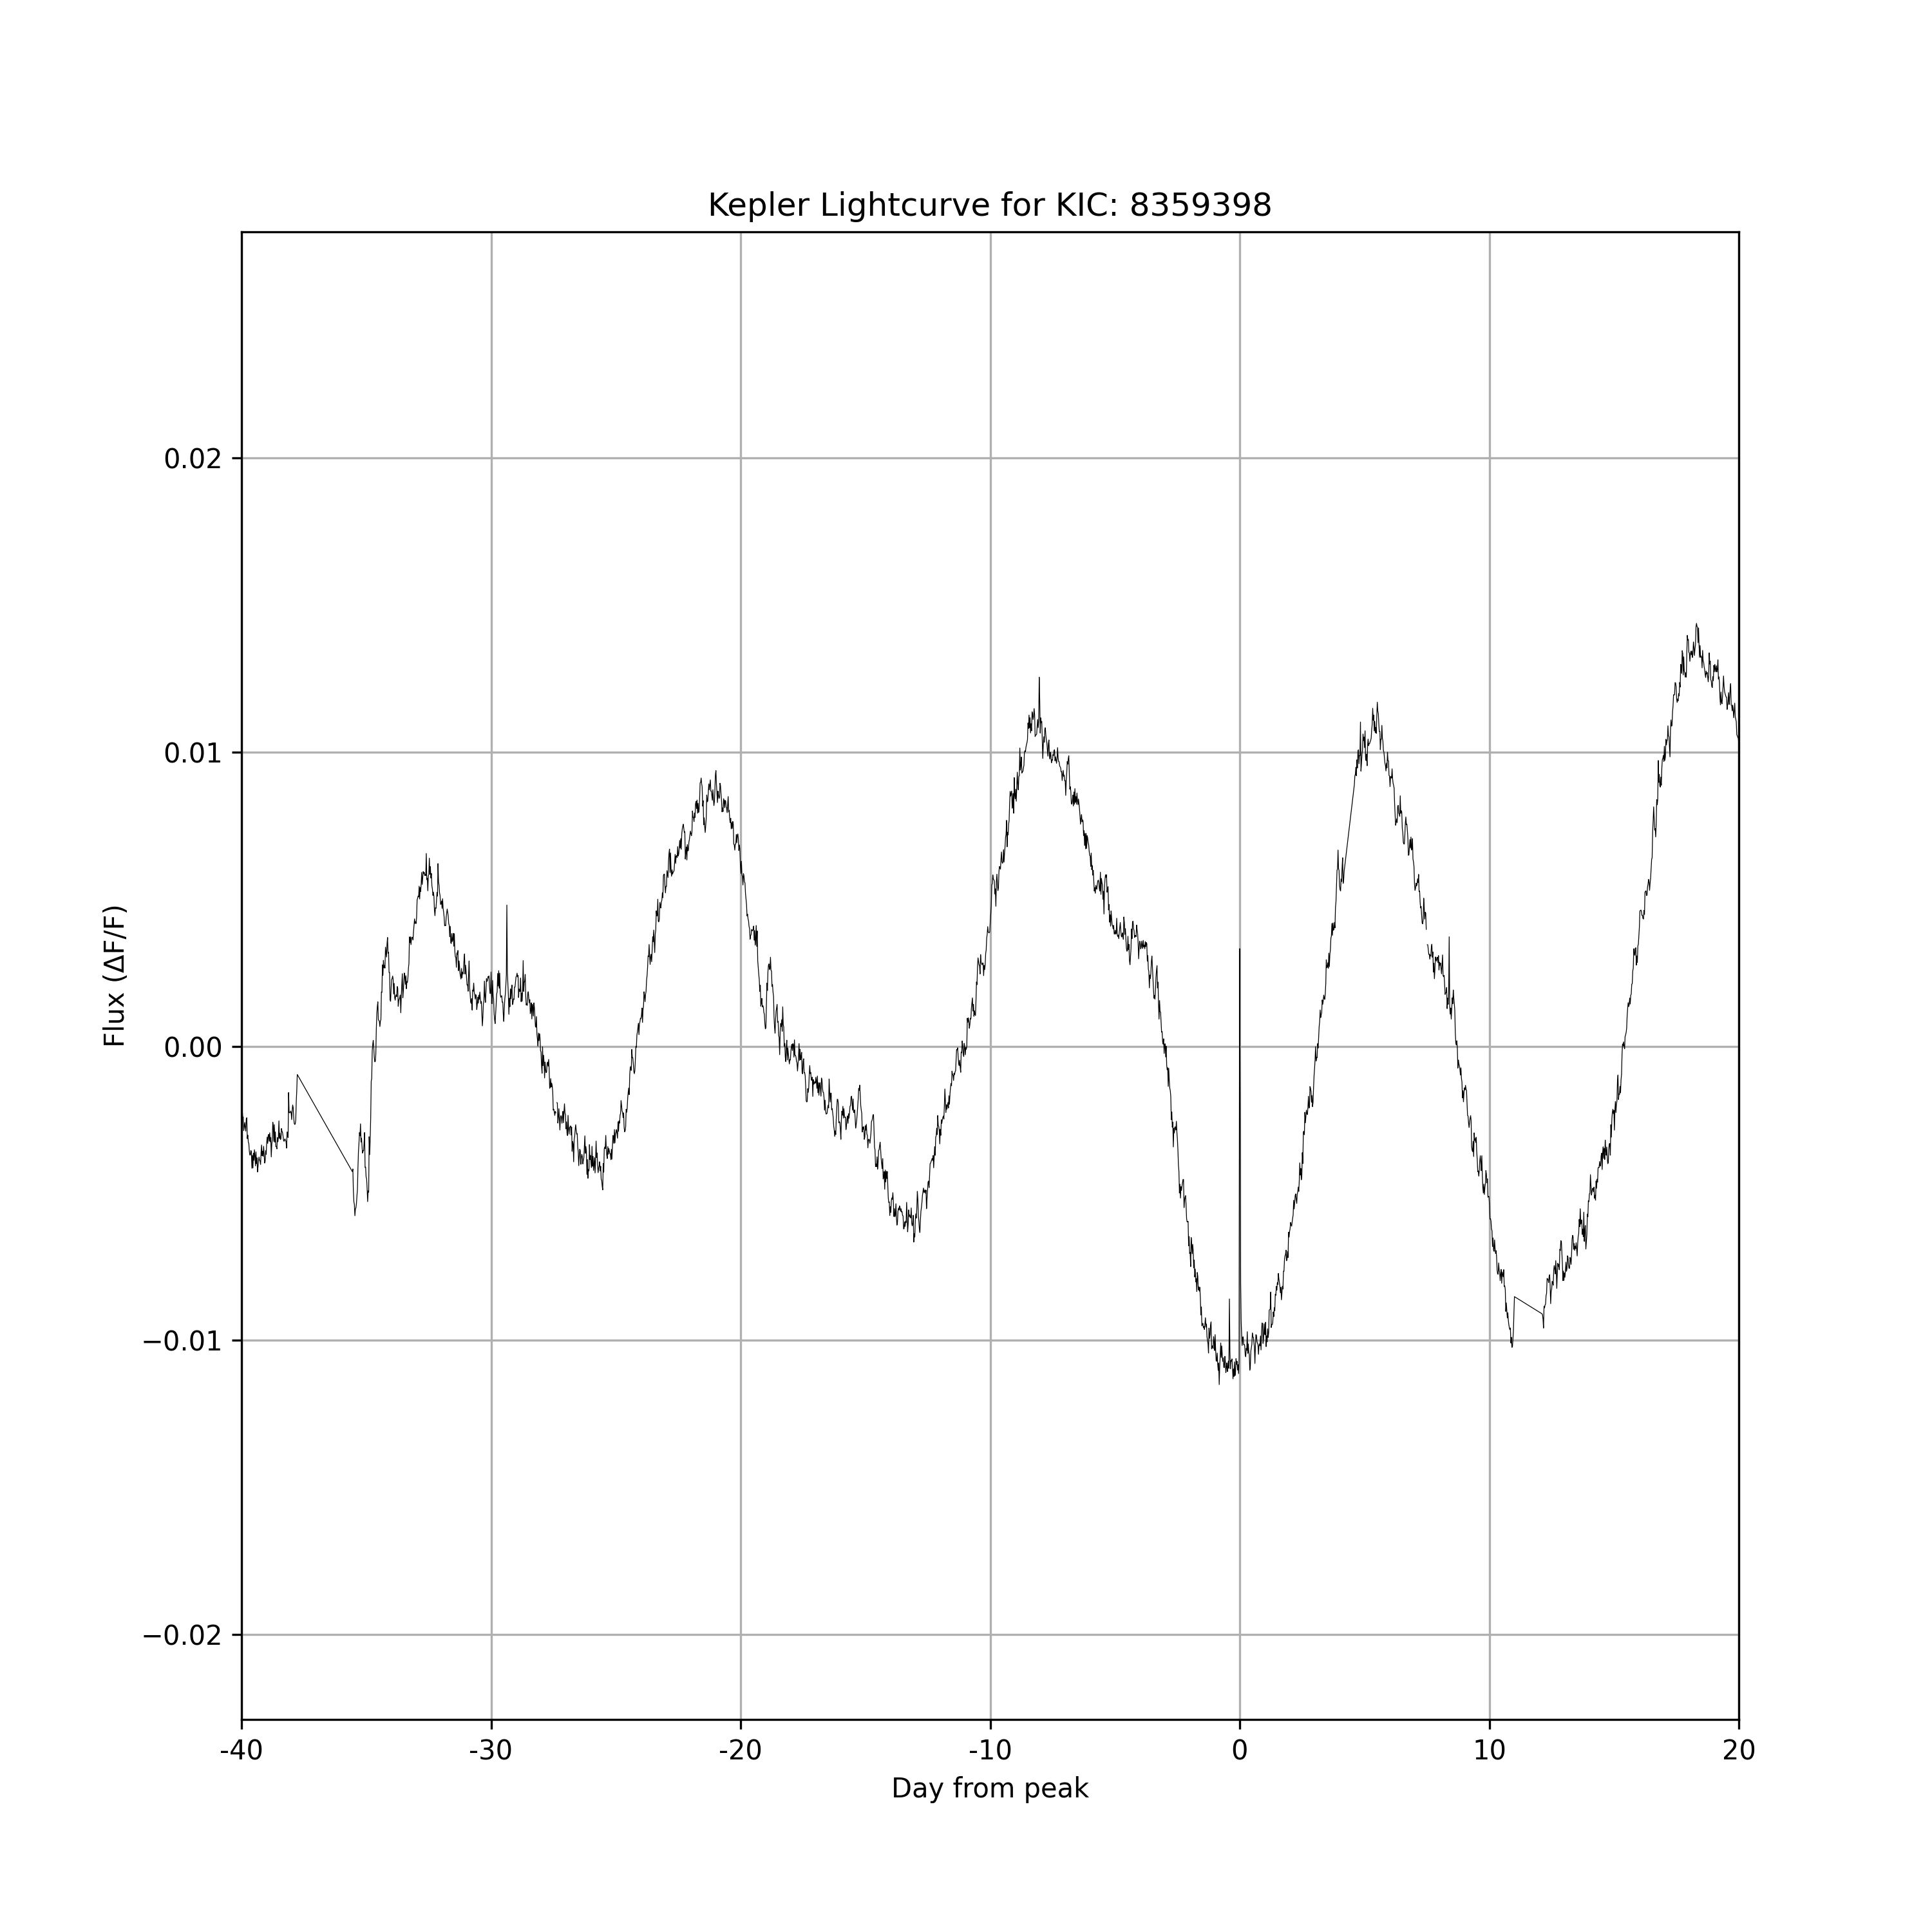 Kepler Lightcurve for KIC: 8359398
Flux (ΔF/F)
0.02
0.01
0.00
−0.01
−0.02
-40 -30 -20 -10 0 10 20
Day from peak